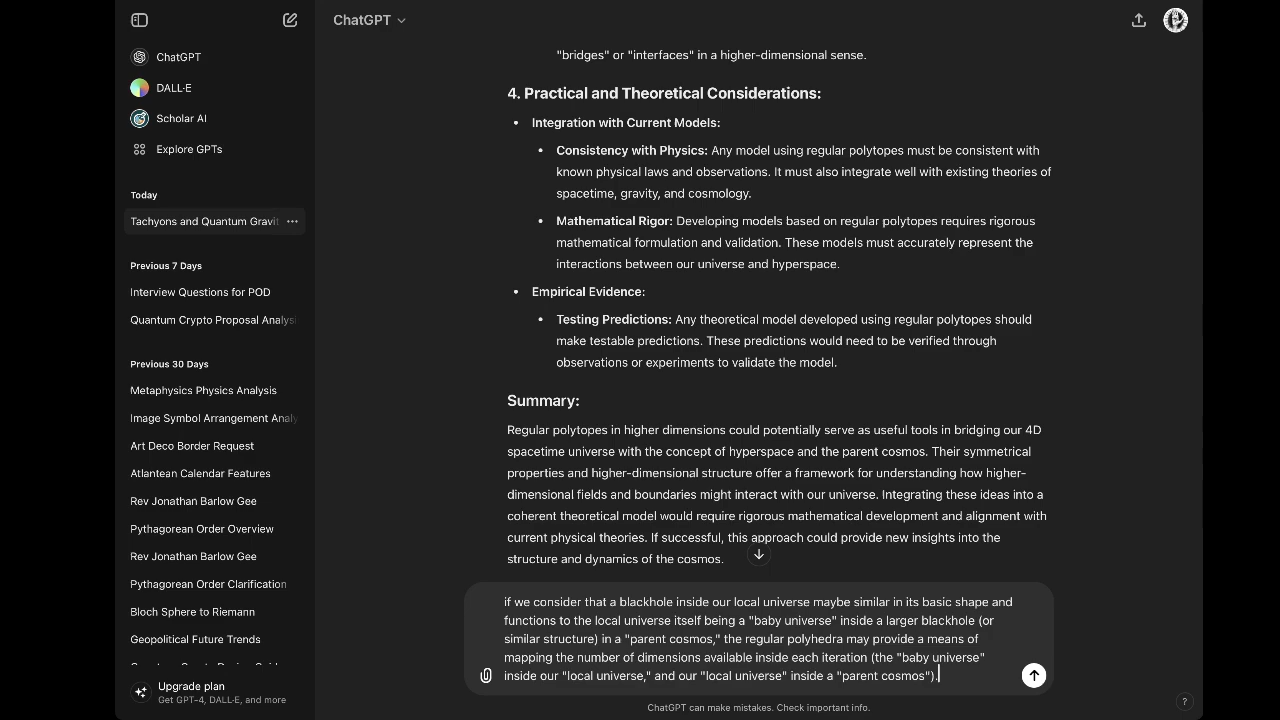 ChatGPT
DALL·E
Scholar AI
Explore GPTs
Today
Tachyons and Quantum Gravit
Previous 7 Days
Interview Questions for POD
Quantum Crypto Proposal Analysis
Previous 30 Days
Metaphysics Physics Analysis
Image Symbol Arrangement Analy
Art Deco Border Request
Atlantean Calendar Features
Rev Jonathan Barlow Gee
Pythagorean Order Overview
Rev Jonathan Barlow Gee
Pythagorean Order Clarification
Bloch Sphere to Riemann
Geopolitical Future Trends
Upgrade plan
Get GPT-4, DALL·E, and more
ChatGPT
"bridges" or "interfaces" in a higher-dimensional sense.
4. Practical and Theoretical Considerations:
• Integration with Current Models:
• Consistency with Physics: Any model using regular polytopes must be consistent with
known physical laws and observations. It must also integrate well with existing theories of
spacetime, gravity, and cosmology.
• Mathematical Rigor: Developing models based on regular polytopes requires rigorous
mathematical formulation and validation. These models must accurately represent the
interactions between our universe and hyperspace.
• Empirical Evidence:
• Testing Predictions: Any theoretical model developed using regular polytopes should
make testable predictions. These predictions would need to be verified through
observations or experiments to validate the model.
Summary:
Regular polytopes in higher dimensions could potentially serve as useful tools in bridging our 4D
spacetime universe with the concept of hyperspace and the parent cosmos. Their symmetrical
properties and higher-dimensional structure offer a framework for understanding how higher-
dimensional fields and boundaries might interact with our universe. Integrating these ideas into a
coherent theoretical model would require rigorous mathematical development and alignment with
current physical theories. If successful, this approach could provide new insights into the
structure and dynamics of the cosmos.
if we consider that a blackhole inside our local universe maybe similar in its basic shape and
functions to the local universe itself being a "baby universe" inside a larger blackhole (or
similar structure) in a "parent cosmos," the regular polyhedra may provide a means of
mapping the number of dimensions available inside each iteration (the "baby universe"
inside our "local universe," and our "local universe" inside a "parent cosmos").
ChatGPT can make mistakes. Check important info.
?